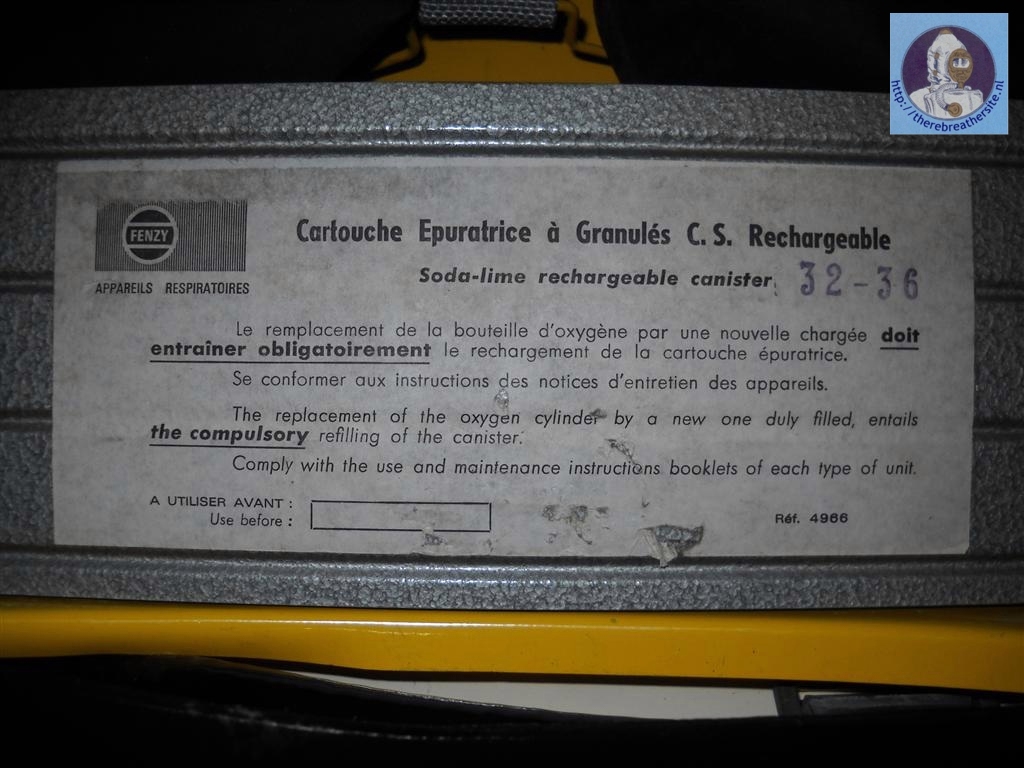 http://therebreathersite.nl
FENZY
APPAREILS RESPIRATOIRES
Cartouche Epuratrice à Granulés C. S. Rechargeable
Soda-lime rechargeable canister 32-36
Le remplacement de la bouteille d'oxygène par une nouvelle chargée doit
entrainer obligatoirement le rechargement de la cartouche épuratrice.
Se conformer aux instructions des notices d'entretien des appareils.
The replacement of the oxygen cylinder by a new one duly filled, entails
the compulsory refilling of the canister.
Comply with the use and maintenance instructions booklets of each type of unit.
A UTILISER AVANT :
Use before :
Réf. 4966